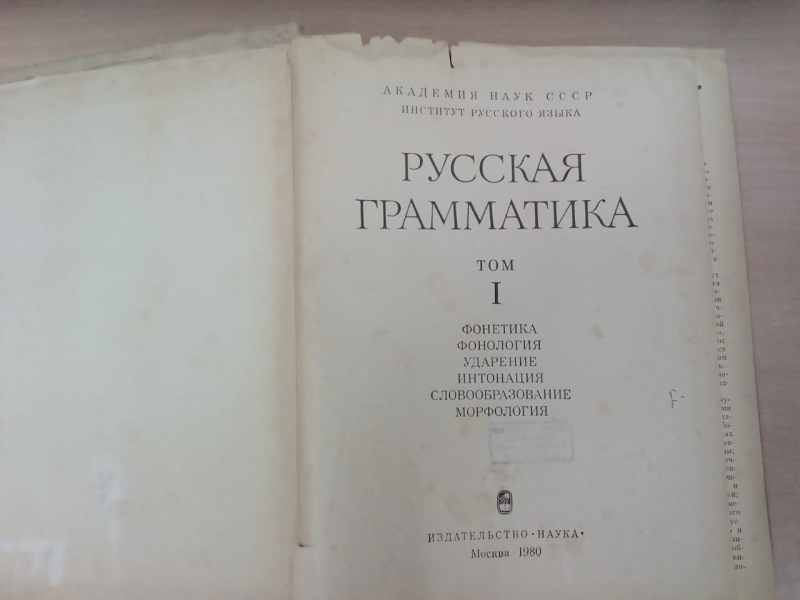 АКАДЕМИЯ НАУК СССР
ИНСТИТУТ РУССКОГО ЯЗЫКА
РУССКАЯ
ГРАММАТИКА
ТОМ
I
ФОНЕТИКА
ФОНОЛОГИЯ
УДАРЕНИЕ
ИНТОНАЦИЯ
СЛОВООБРАЗОВАНИЕ
МОРФОЛОГИЯ
ИЗДАТЕЛЬСТВО «НАУКА»
Москва 1980